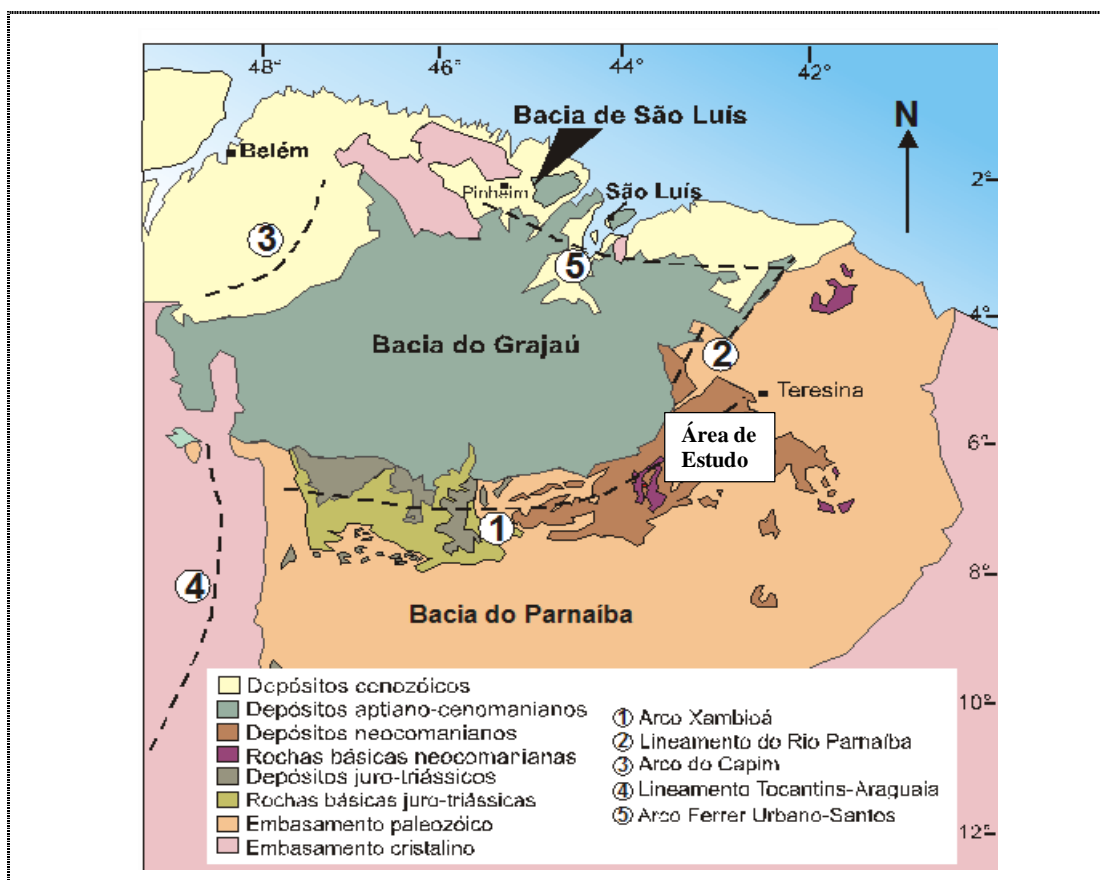 48°
46°
44°
42°
Bacia de São Luís
N
Belém
2°
Pinheim
São Luís
3
5
4°
Bacia do Grajaú
2
Teresina
Área de
Estudo
6°
1
4
8°
Bacia do Parnaíba
Depósitos cenozóicos
Depósitos aptiano-cenomanianos
Depósitos neocomanianos
Rochas básicas neocomanianas
Depósitos juro-triássicos
Rochas básicas juro-triássicas
Embasamento paleozóico
Embasamento cristalino
1 Arco Xambioá
2 Lineamento do Rio Parnaíba
3 Arco do Capim
4 Lineamento Tocantins-Araguaia
5 Arco Ferrer Urbano-Santos
10°
12°